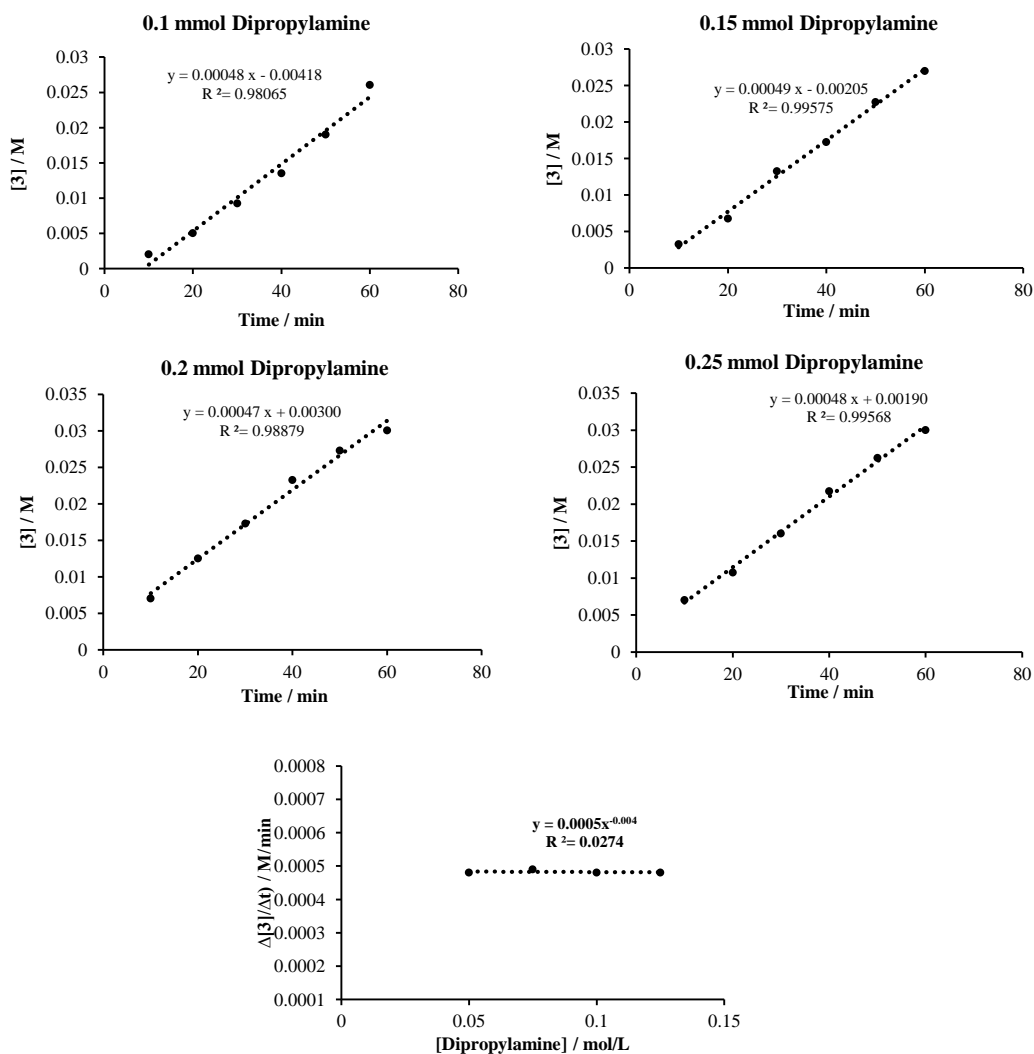 0.1 mmol Dipropylamine
0.03
0.025
0.02
0.015
0.01
0.005
0
y = 0.00048 x - 0.00418
R ²= 0.98065
[3] / M
0
20
40
60
80
Time / min
0.15 mmol Dipropylamine
0.03
0.025
0.02
0.015
0.01
0.005
0
y = 0.00049 x - 0.00205
R ²= 0.99575
[3] / M
0
20
40
60
80
Time / min
0.2 mmol Dipropylamine
0.035
0.03
0.025
0.02
0.015
0.01
0.005
0
y = 0.00047 x + 0.00300
R ²= 0.98879
[3] / M
0
20
40
60
80
Time / min
0.25 mmol Dipropylamine
0.035
0.03
0.025
0.02
0.015
0.01
0.005
0
y = 0.00048 x + 0.00190
R ²= 0.99568
[3] / M
0
20
40
60
80
Time / min
0.0008
0.0007
0.0006
0.0005
0.0004
0.0003
0.0002
0.0001
y = 0.0005x⁻⁰·⁰⁰⁴
R ²= 0.0274
Δ[3]/Δt) / M/min
0
0.05
0.1
0.15
[Dipropylamine] / mol/L